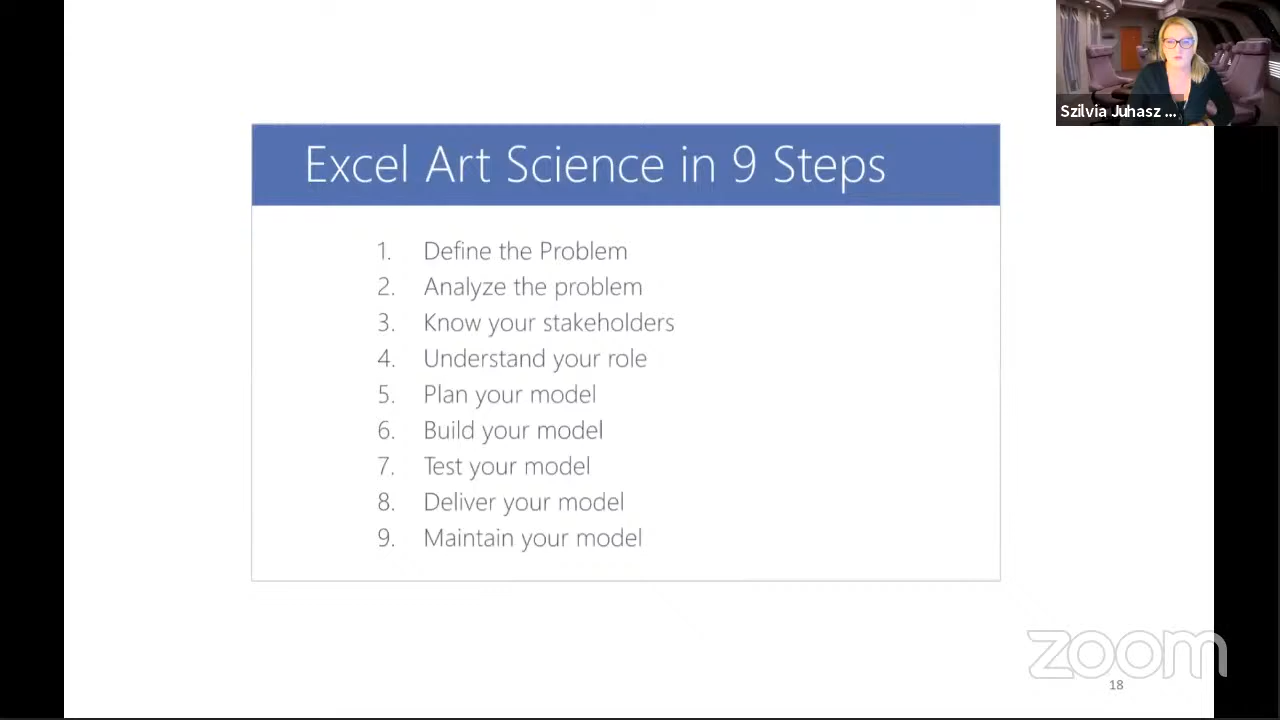 Szilvia Juhasz ...
Excel Art Science in 9 Steps
1. Define the Problem
2. Analyze the problem
3. Know your stakeholders
4. Understand your role
5. Plan your model
6. Build your model
7. Test your model
8. Deliver your model
9. Maintain your model
zoom
18